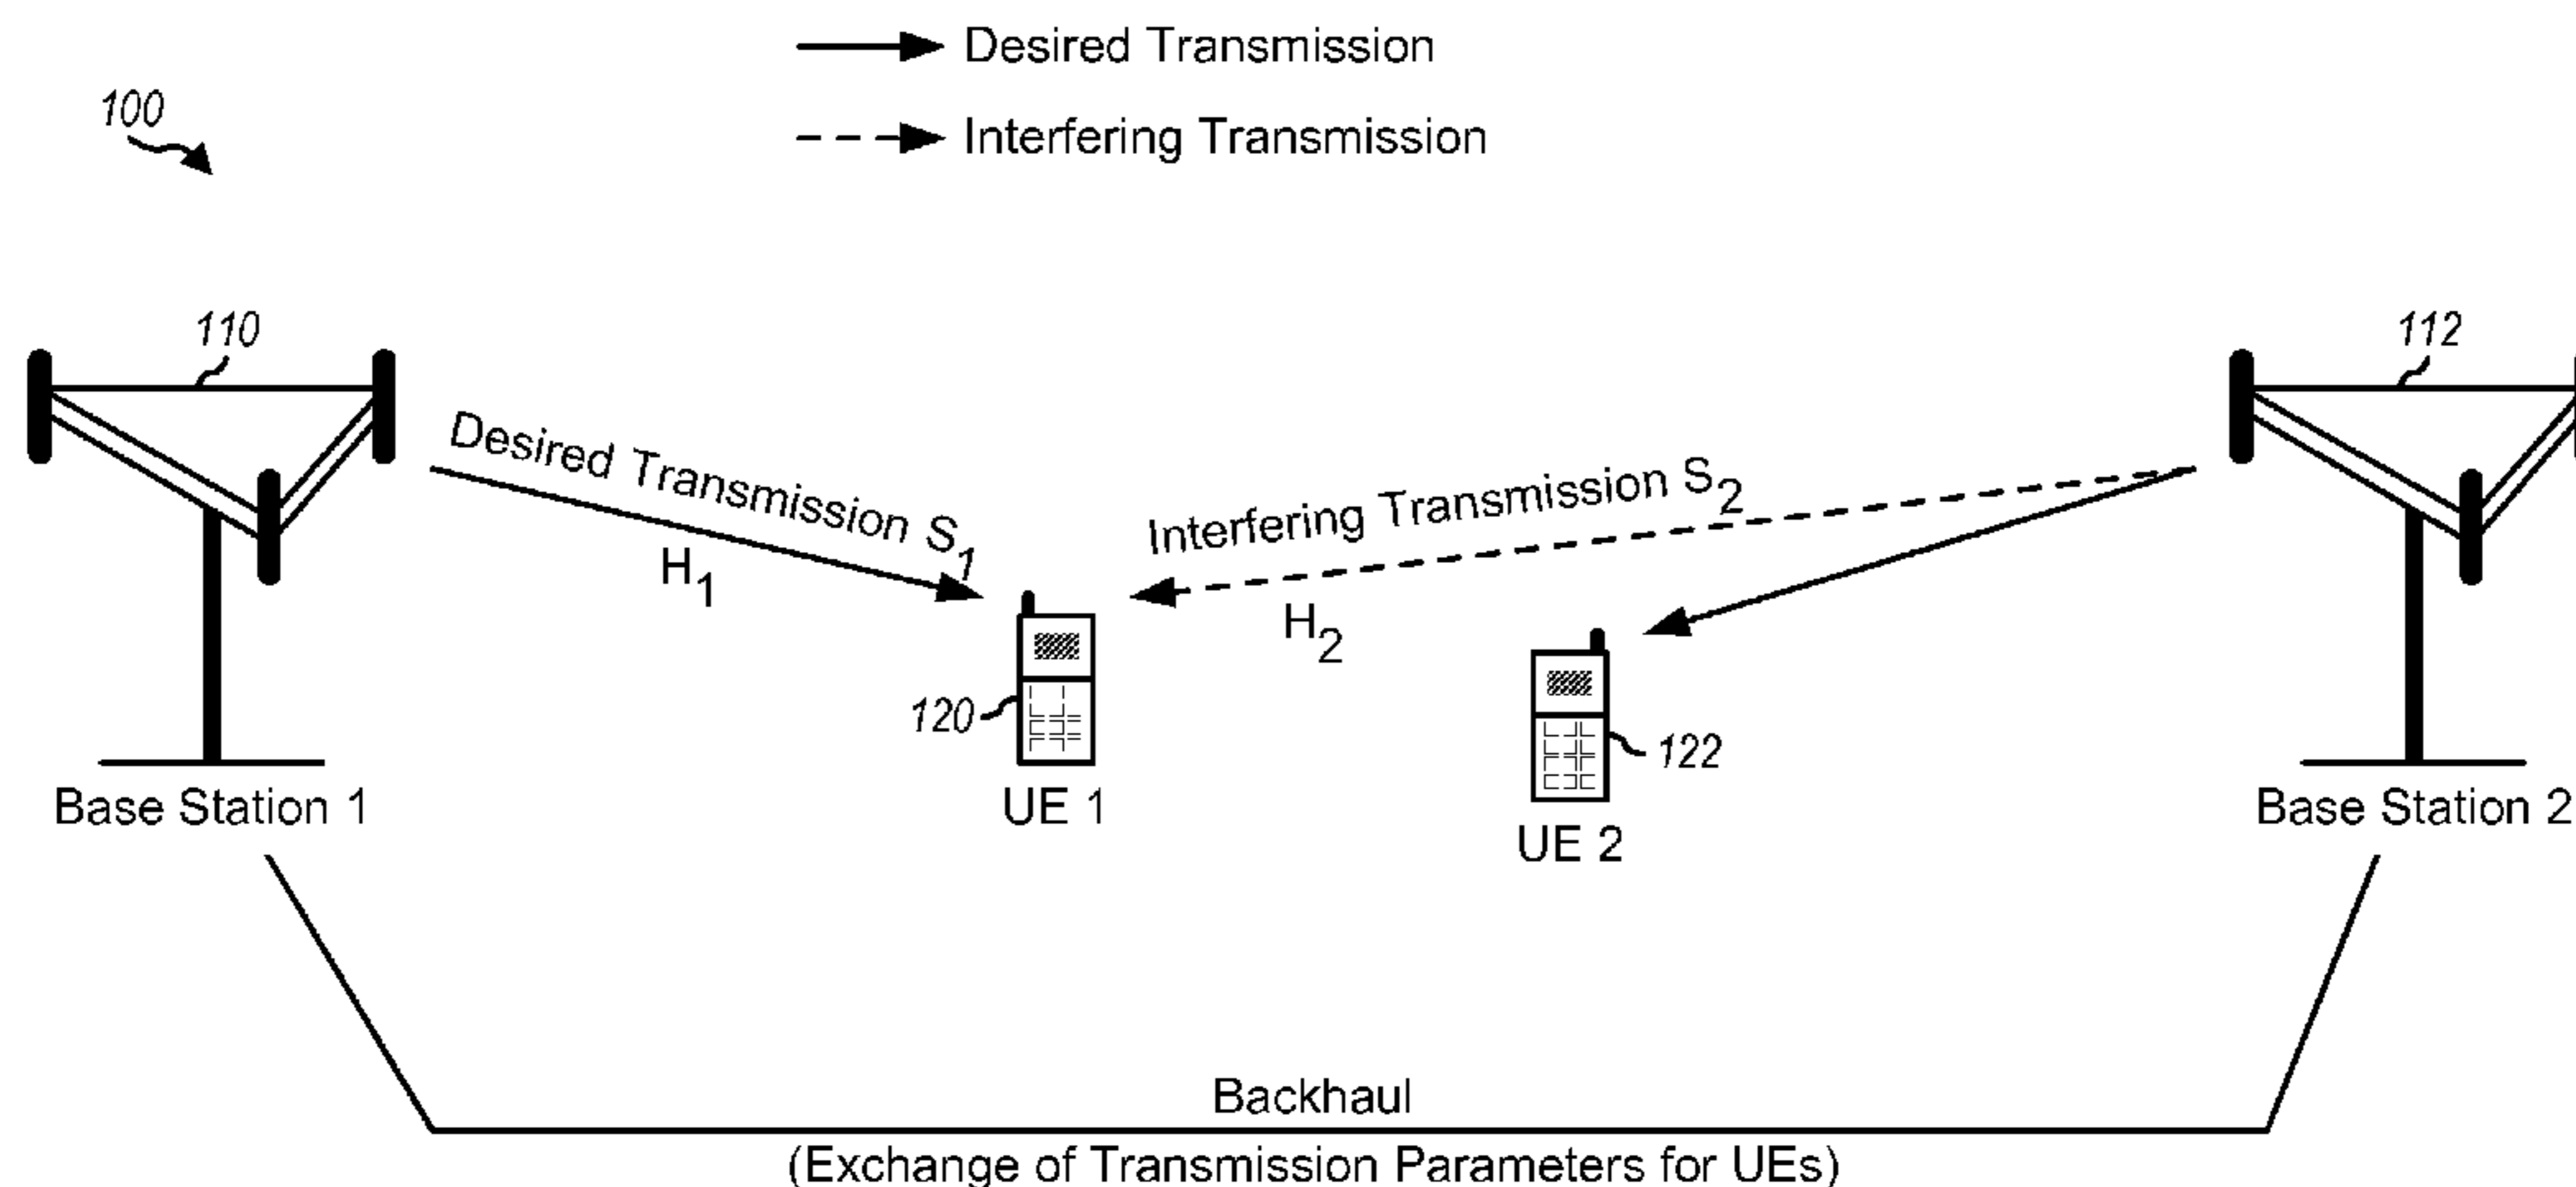 Desired Transmission
100
Interfering Transmission
110
112
Desired Transmission S1
Interfering Transmission S2
H1
H2
120
122
Base Station 1
UE 1
Base Station 2
UE 2
Backhaul
(Exchange of Transmission Parameters for UEs)